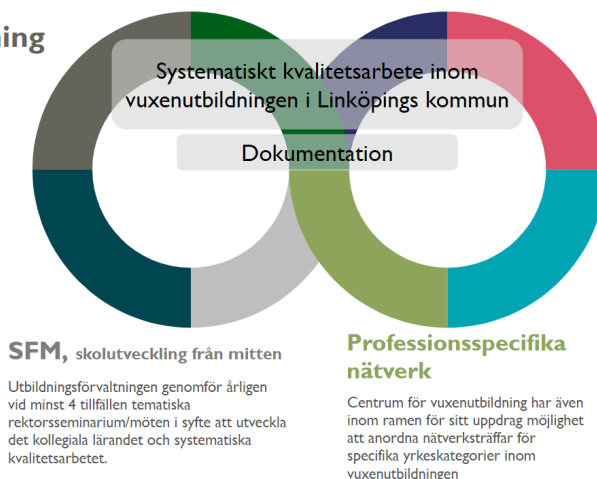 ning
Systematiskt kvalitetsarbete inom
vuxenutbildningen i Linköpings kommun
Dokumentation
SFM, skolutveckling från mitten
Utbildningsförvaltningen genomför årligen
vid minst 4 tillfällen tematiska
rektorsseminarium/möten i syfte att utveckla
det kollegiala lärandet och systematiska
kvalitetsarbetet.
Professionsspecifika
nätverk
Centrum för vuxenutbildning har även
inom ramen för sitt uppdrag möjlighet
att anordna nätverksträffar för
specifika yrkeskategorier inom
vuxenutbildningen